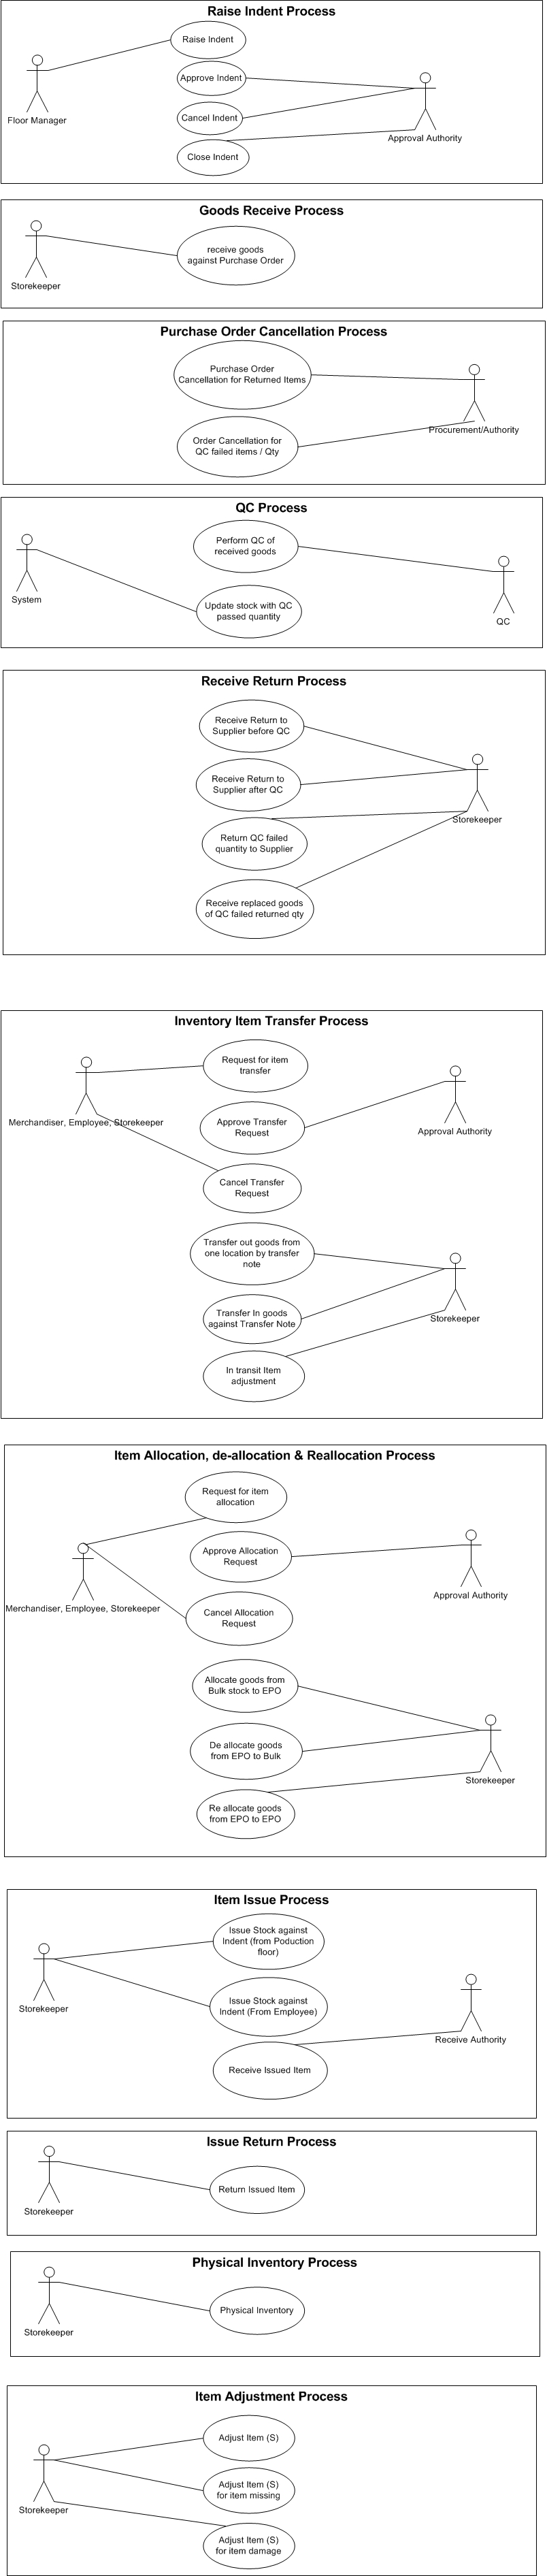 Raise Indent Process
Raise Indent
Approve Indent
Cancel Indent
Close Indent
Floor Manager
Approval Authority
Goods Receive Process
receive goods
against Purchase Order
Storekeeper
Purchase Order Cancellation Process
Purchase Order
Cancellation for Returned Items
Order Cancellation for
QC failed items / Qty
Procurement/Authority
QC Process
Perform QC of
received goods
Update stock with QC
passed quantity
System
QC
Receive Return Process
Receive Return to
Supplier before QC
Receive Return to
Supplier after QC
Return QC failed
quantity to Supplier
Receive replaced goods
of QC failed returned qty
Storekeeper
Inventory Item Transfer Process
Request for item
transfer
Merchandiser, Employee, Storekeeper
Approve Transfer
Request
Approval Authority
Cancel Transfer
Request
Transfer out goods from
one location by transfer
note
Transfer In goods
against Transfer Note
Storekeeper
In transit Item
adjustment
Item Allocation, de-allocation & Reallocation Process
Request for item
allocation
Approve Allocation
Request
Merchandiser, Employee, Storekeeper
Approval Authority
Cancel Allocation
Request
Allocate goods from
Bulk stock to EPO
De allocate goods
from EPO to Bulk
Storekeeper
Re allocate goods
from EPO to EPO
Item Issue Process
Issue Stock against
Indent (from Poduction
floor)
Storekeeper
Issue Stock against
Indent (From Employee)
Receive Authority
Receive Issued Item
Issue Return Process
Return Issued Item
Storekeeper
Physical Inventory Process
Physical Inventory
Storekeeper
Item Adjustment Process
Adjust Item (S)
Adjust Item (S)
for item missing
Storekeeper
Adjust Item (S)
for item damage